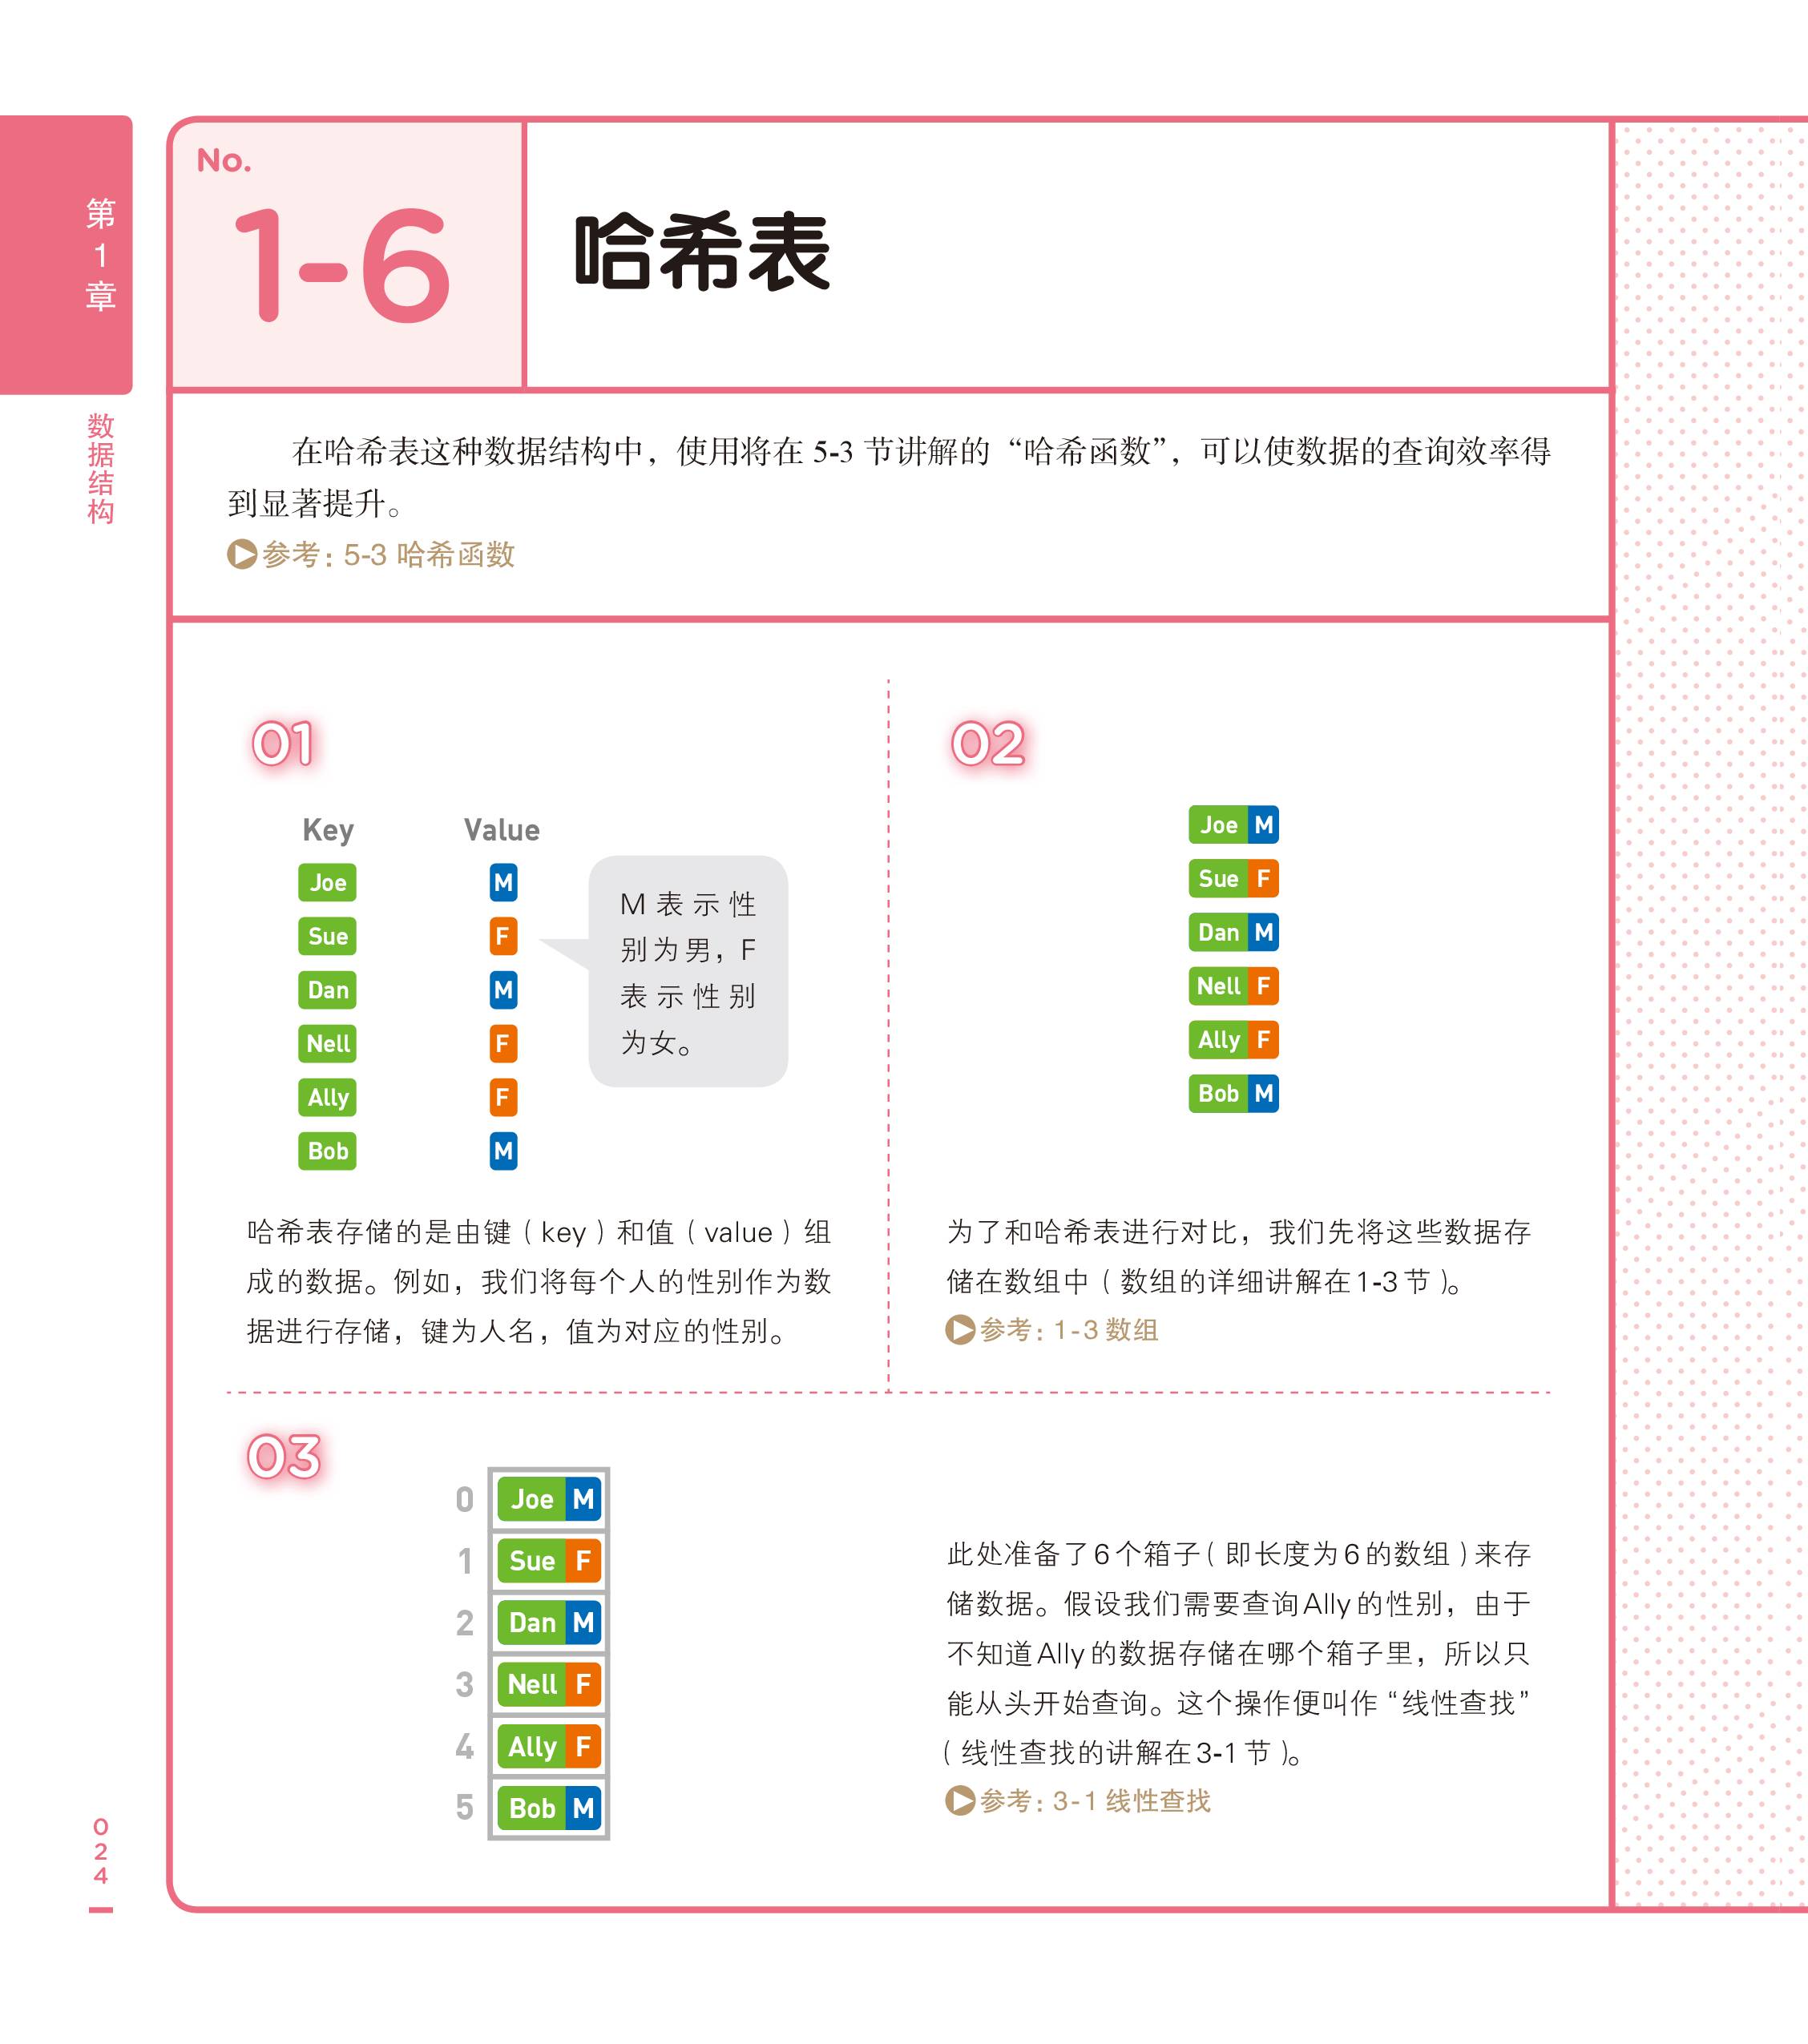 第1章
数据结构
No.
1-6
哈希表
在哈希表这种数据结构中，使用将在 5-3 节讲解的“哈希函数”，可以使数据的查询效率得
到显著提升。
参考：5-3 哈希函数
01
Key Value
Joe M
Sue F
Dan M
Nell F
Ally F
Bob M
M 表示性
别为男，F
表示性别
为女。
哈希表存储的是由键（key）和值（value）组
成的数据。例如，我们将每个人的性别作为数
据进行存储，键为人名，值为对应的性别。
02
Joe M
Sue F
Dan M
Nell F
Ally F
Bob M
为了和哈希表进行对比，我们先将这些数据存
储在数组中（数组的详细讲解在1-3节）。
参考：1-3 数组
03
0 Joe M
1 Sue F
2 Dan M
3 Nell F
4 Ally F
5 Bob M
此处准备了6个箱子（即长度为6的数组）来存
储数据。假设我们需要查询Ally的性别，由于
不知道Ally的数据存储在哪个箱子里，所以只
能从头开始查询。这个操作便叫作“线性查找”
（线性查找的讲解在3-1节）。
参考：3-1 线性查找
024